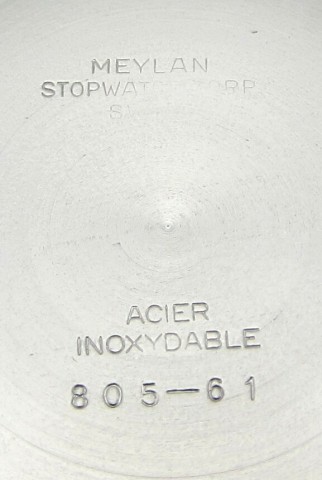 MEYLAN
STOPWATCH CORP
ACIER
INOXYDABLE
805-61